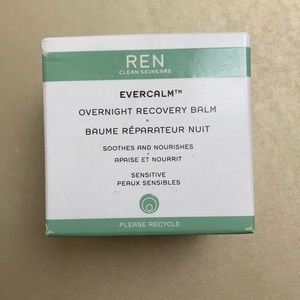 REN
CLEAN SKINCARE
EVERCALM™
OVERNIGHT RECOVERY BALM
•
BAUME RÉPARATEUR NUIT
SOOTHES AND NOURISHES
•
APAISE ET NOURRIT
SENSITIVE
PEAUX SENSIBLES
PLEASE RECYCLE